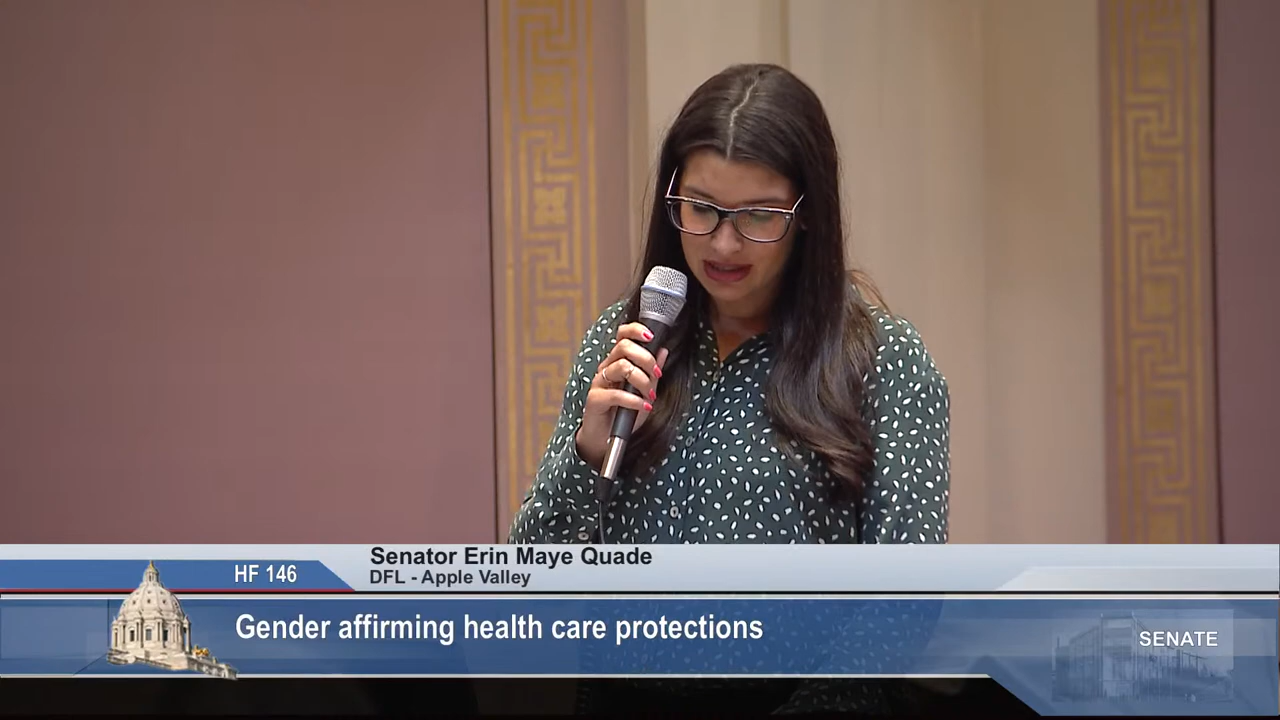 Senator Erin Maye Quade
HF 146
DFL - Apple Valley
Gender affirming health care protections
SENATE